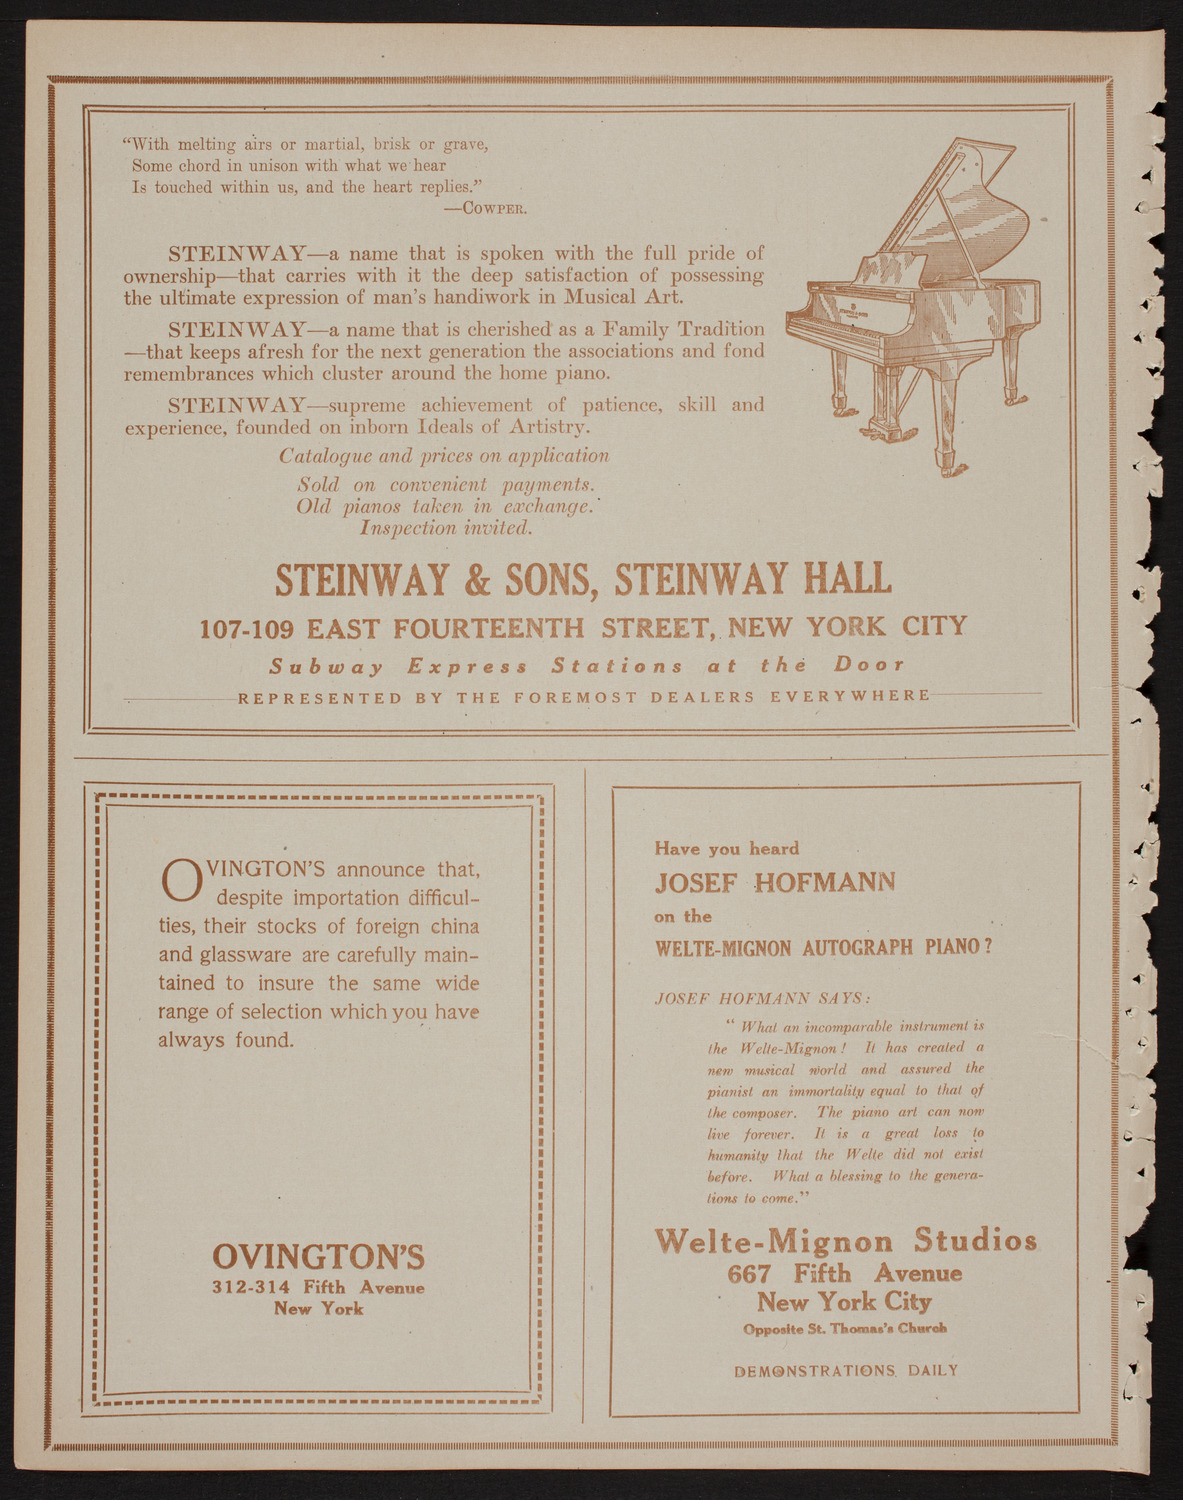 “With melting airs or martial, brisk or grave,
Some chord in unison with what we hear
Is touched within us, and the heart replies.”
—COWPER.
STEINWAY—a name that is spoken with the full pride of
ownership—that carries with it the deep satisfaction of possessing
the ultimate expression of man’s handiwork in Musical Art.
STEINWAY—a name that is cherished as a Family Tradition
—that keeps afresh for the next generation the associations and fond
remembrances which cluster around the home piano.
STEINWAY—supreme achievement of patience, skill and
experience, founded on inborn Ideals of Artistry.
Catalogue and prices on application
Sold on convenient payments.
Old pianos taken in exchange.
Inspection invited.
STEINWAY & SONS, STEINWAY HALL
107-109 EAST FOURTEENTH STREET, NEW YORK CITY
Subway Express Stations at the Door
REPRESENTED BY THE FOREMOST DEALERS EVERYWHERE
OVINGTON’S announce that,
despite importation difficul-
ties, their stocks of foreign china
and glassware are carefully main-
tained to insure the same wide
range of selection which you have
always found.
OVINGTON’S
312-314 Fifth Avenue
New York
Have you heard
JOSEF HOFMANN
on the
WELTE-MIGNON AUTOGRAPH PIANO?
JOSEF HOFMANN SAYS:
“ What an incomparable instrument is
the Welte-Mignon! It has created a
new musical world and assured the
pianist an immortality equal to that of
the composer. The piano art can now
live forever. It is a great loss to
humanity that the Welte did not exist
before. What a blessing to the genera-
tions to come.”
Welte-Mignon Studios
667 Fifth Avenue
New York City
Opposite St. Thomas’s Church
DEMONSTRATIONS DAILY